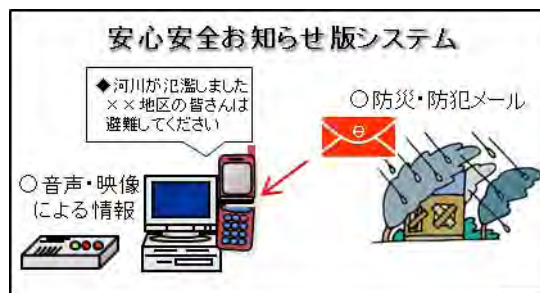 安心安全お知らせ版システム
◆河川が氾濫しました
××地区の皆さんは
避難してください
○防災・防犯メール
○音声・映像
による情報